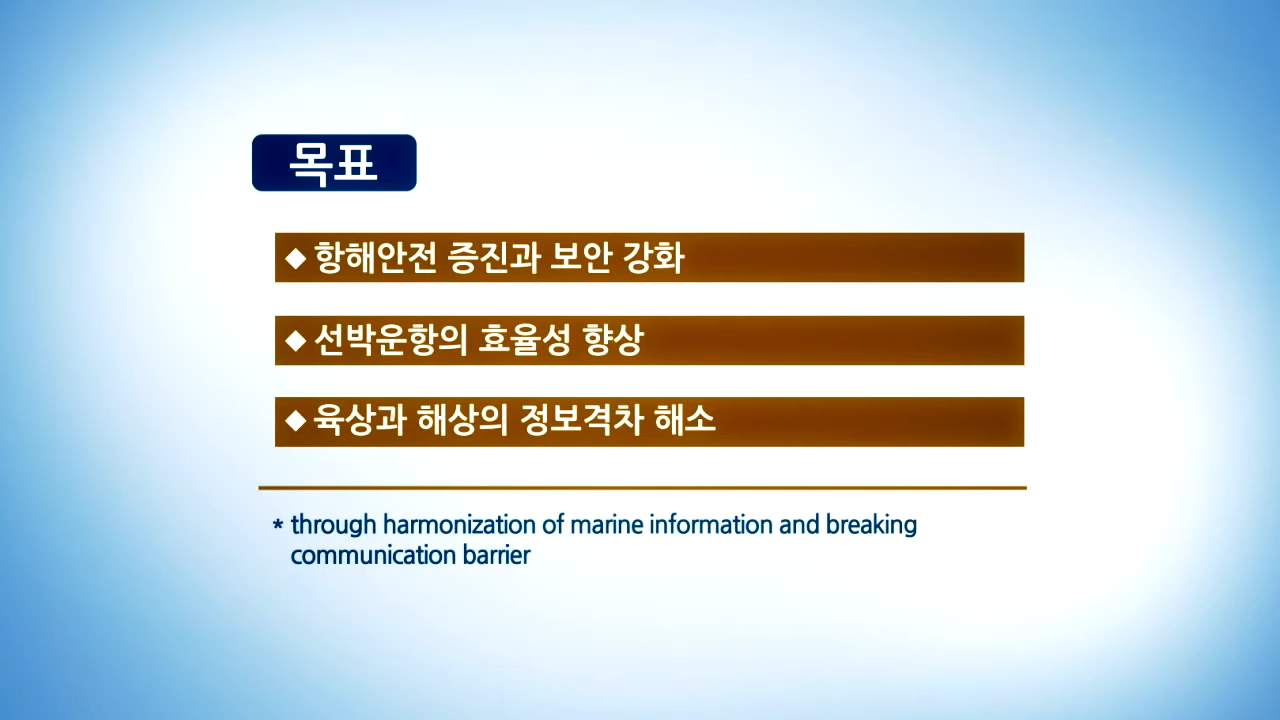 목표
◆ 항해안전 증진과 보안 강화
◆ 선박운항의 효율성 향상
◆ 육상과 해상의 정보격차 해소
* through harmonization of marine information and breaking
communication barrier